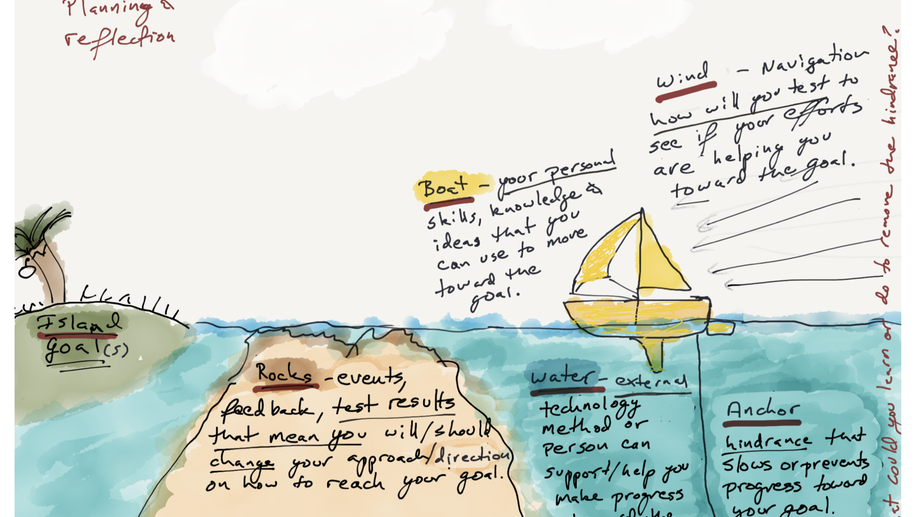 Planning &
reflection
Wind - Navigation
how will you test to
see if your efforts
are helping you
toward the goal.
Boat - your personal
skills, knowledge &
ideas that you
can use to move
toward the
goal.
Island
goal(s)
Rocks - events,
feedback, test results
that mean you will/should
change your approach/direction
on how to reach your goal.
water - external
technology
method or
person can
support/help you
make progress
Anchor
hindrance that
slows or prevents
progress toward
your goal.
could you learn or do to remove the hindrance?